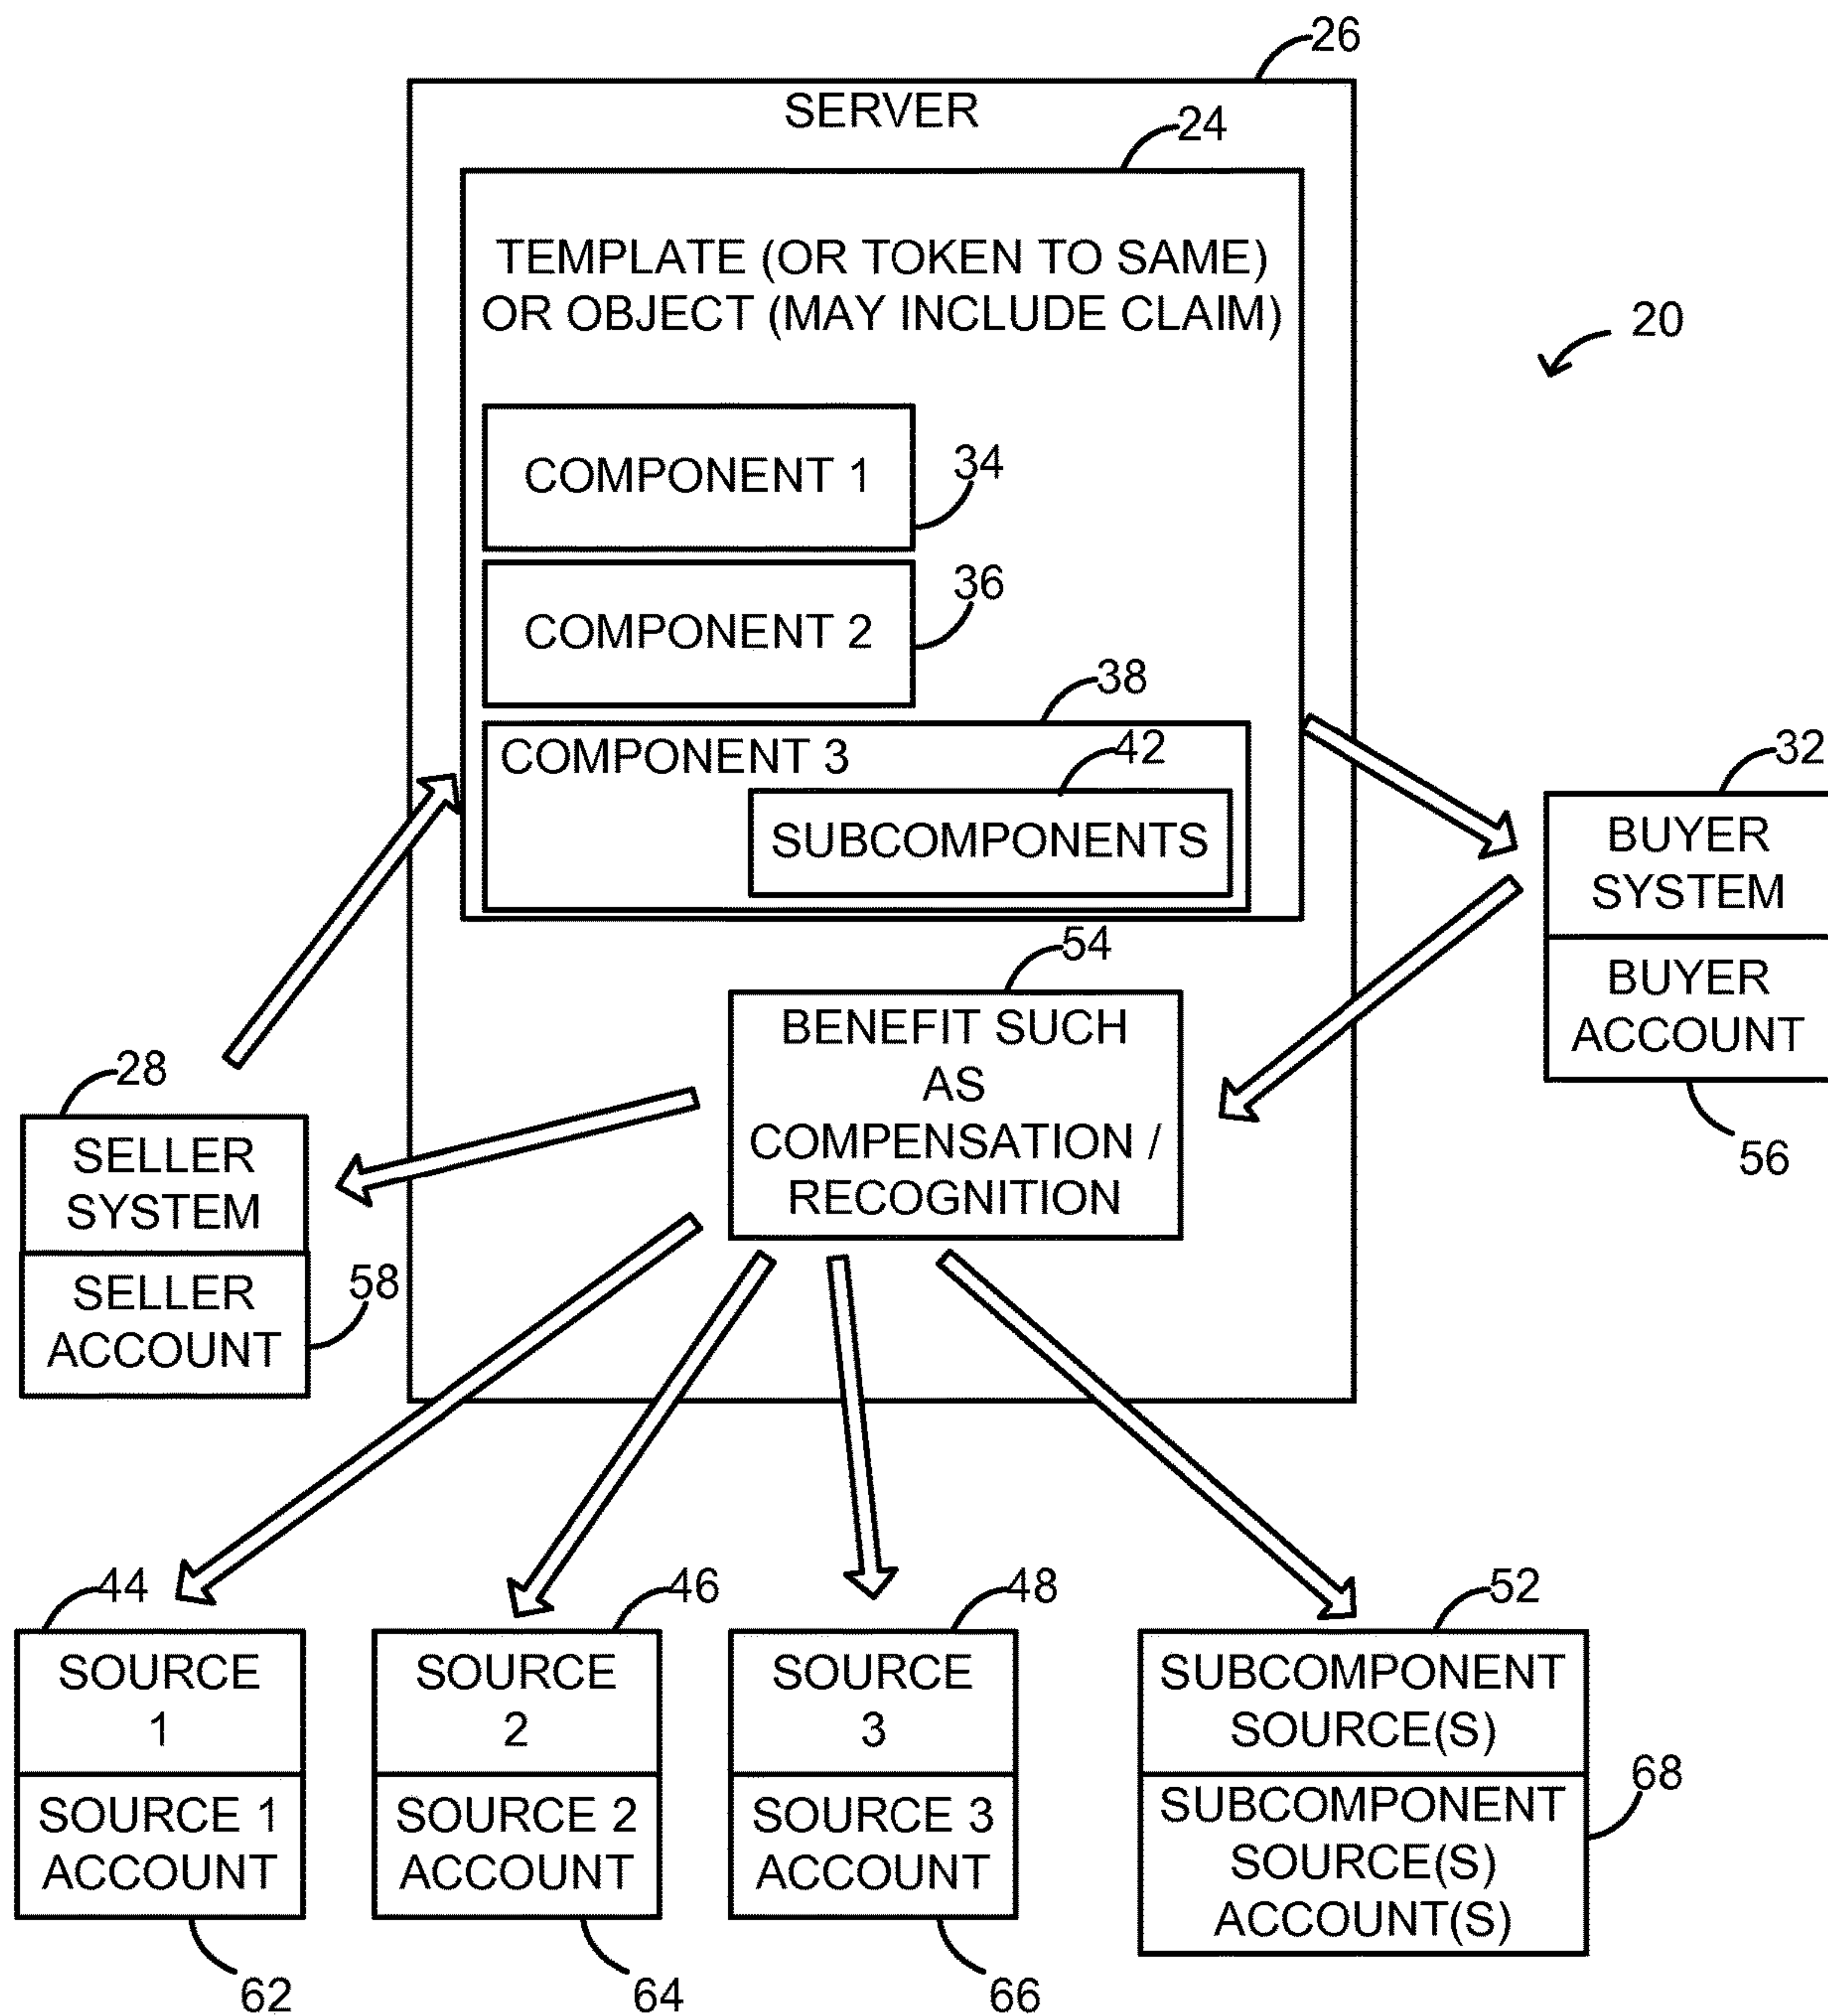 26
SERVER
24
TEMPLATE (OR TOKEN TO SAME)
OR OBJECT (MAY INCLUDE CLAIM)
20
COMPONENT 1
34
COMPONENT 2
36
38
COMPONENT 3
42
SUBCOMPONENTS
32
BUYER
SYSTEM
BUYER
ACCOUNT
56
54
BENEFIT SUCH
AS
COMPENSATION /
RECOGNITION
28
SELLER
SYSTEM
SELLER
ACCOUNT
58
44
SOURCE
1
SOURCE 1
ACCOUNT
62
46
SOURCE
2
SOURCE 2
ACCOUNT
64
48
SOURCE
3
SOURCE 3
ACCOUNT
66
52
SUBCOMPONENT
SOURCE(S)
SUBCOMPONENT
SOURCE(S)
ACCOUNT(S)
68